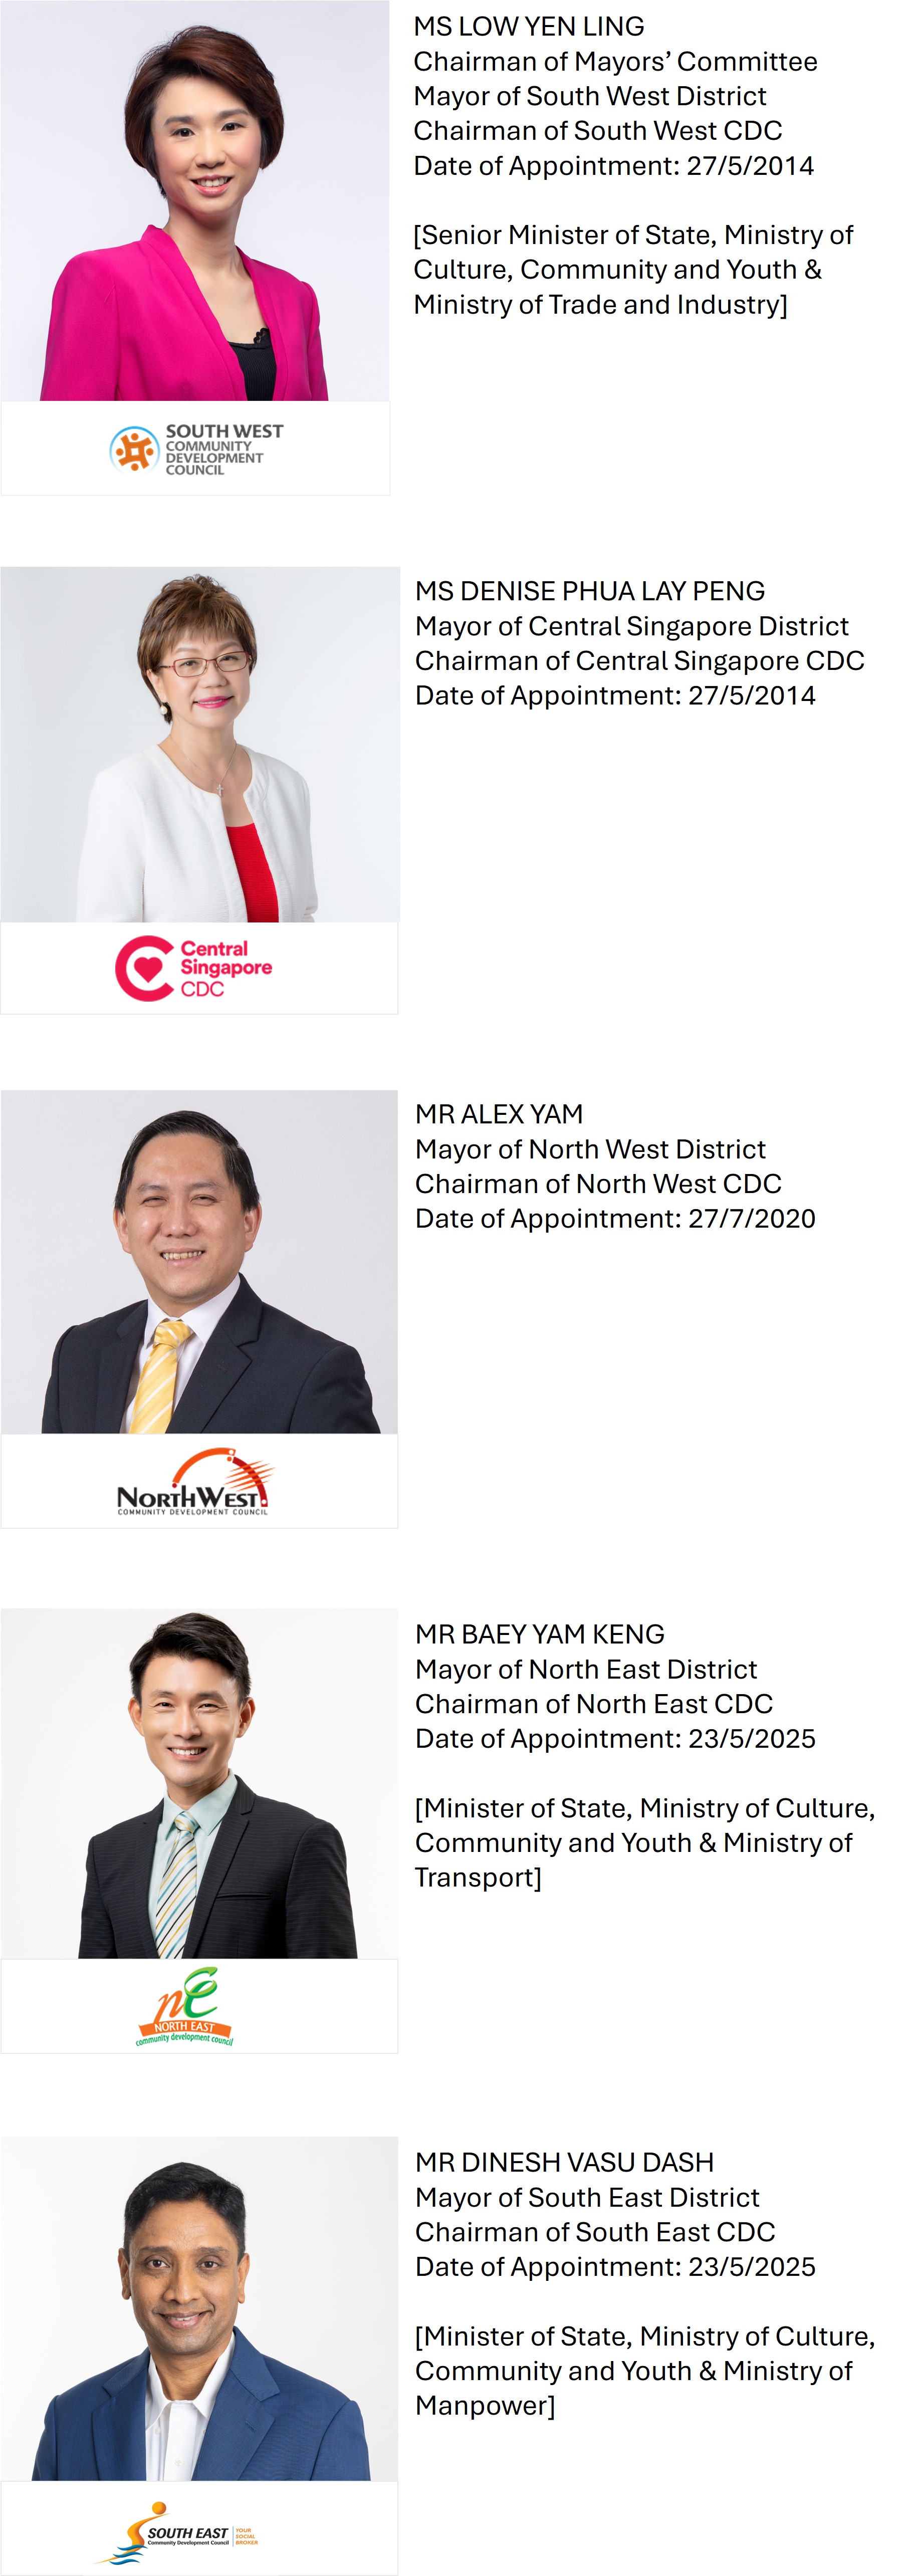 MS LOW YEN LING
Chairman of Mayors’ Committee
Mayor of South West District
Chairman of South West CDC
Date of Appointment: 27/5/2014
[Senior Minister of State, Ministry of
Culture, Community and Youth &
Ministry of Trade and Industry]
SOUTH WEST
COMMUNITY
DEVELOPMENT
COUNCIL
MS DENISE PHUA LAY PENG
Mayor of Central Singapore District
Chairman of Central Singapore CDC
Date of Appointment: 27/5/2014
Central
Singapore
CDC
MR ALEX YAM
Mayor of North West District
Chairman of North West CDC
Date of Appointment: 27/7/2020
NORTHWEST
COMMUNITY DEVELOPMENT COUNCIL
MR BAEY YAM KENG
Mayor of North East District
Chairman of North East CDC
Date of Appointment: 23/5/2025
[Minister of State, Ministry of Culture,
Community and Youth & Ministry of
Transport]
nE
NORTH EAST
community development council
MR DINESH VASU DASH
Mayor of South East District
Chairman of South East CDC
Date of Appointment: 23/5/2025
[Minister of State, Ministry of Culture,
Community and Youth & Ministry of
Manpower]
SOUTH EAST
Community Development Council
YOUR
SOCIAL
BROKER